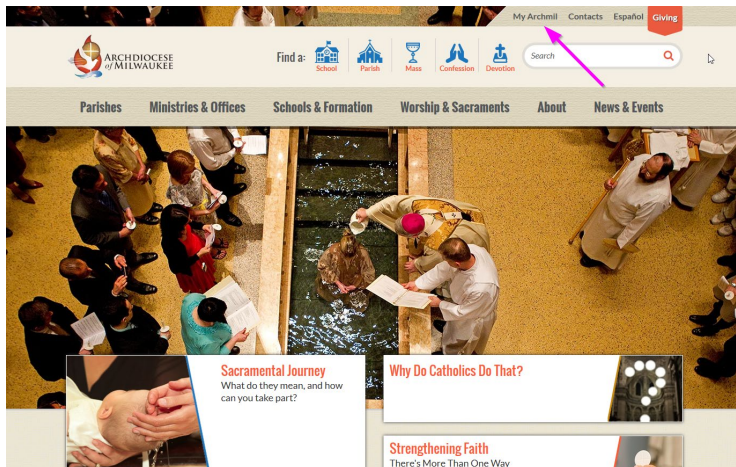 My Archmil Contacts Español Giving
ARCHDIOCESE
of MILWAUKEE
Find a:
School Parish Mass Confession Devotion
Search
Parishes Ministries & Offices Schools & Formation Worship & Sacraments About News & Events
Sacramental Journey
What do they mean, and how
can you take part?
Why Do Catholics Do That?
Strengthening Faith
There's More Than One Way